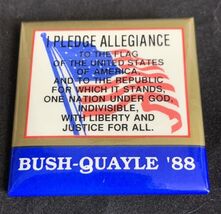 I PLEDGE ALLEGIANCE
TO THE FLAG
OF THE UNITED STATES
OF AMERICA,
AND TO THE REPUBLIC
FOR WHICH IT STANDS,
ONE NATION UNDER GOD,
INDIVISIBLE,
WITH LIBERTY AND
JUSTICE FOR ALL.
BUSH-QUAYLE '88